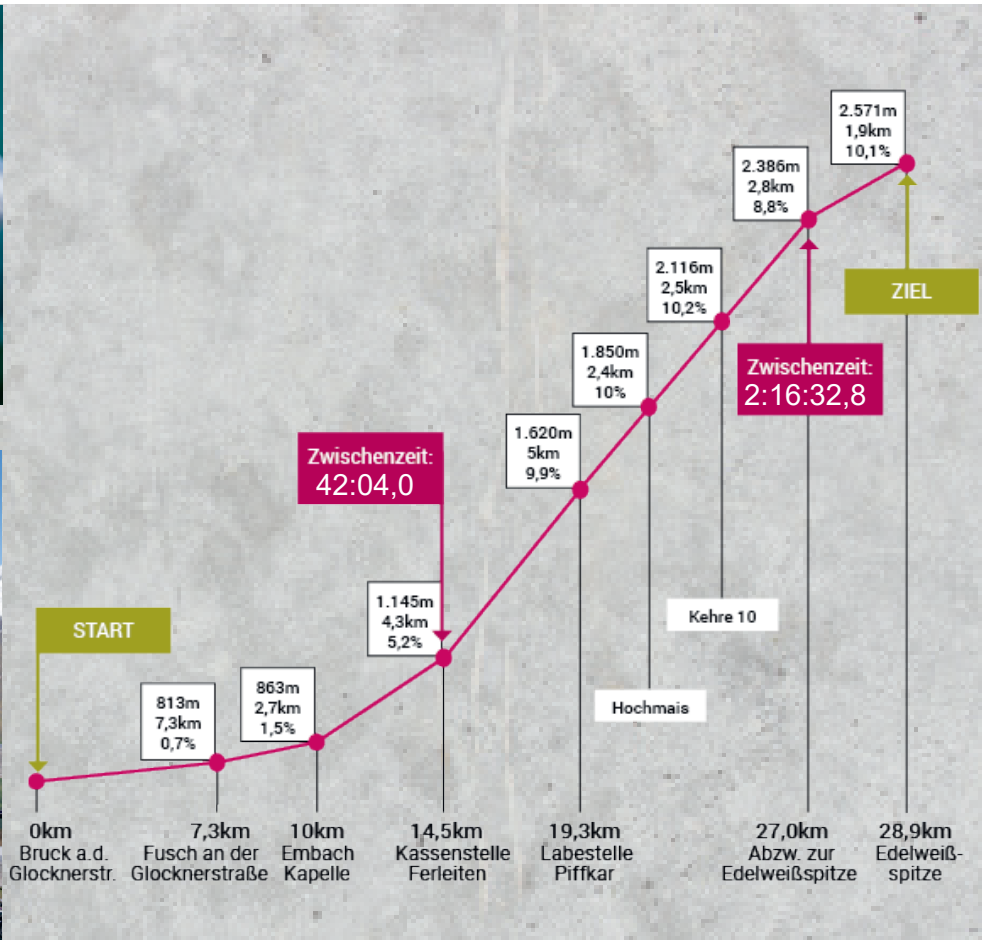 2.571m
1,9km
10,1%
2.386m
2,8km
8,8%
ZIEL
2.116m
2,5km
10,2%
1.850m
2,4km
10%
Zwischenzeit:
2:16:32,8
1.620m
5km
9,9%
Zwischenzeit:
42:04,0
1.145m
4,3km
5,2%
START
Kehre 10
813m
7,3km
0,7%
863m
2,7km
1,5%
Hochmais
0km
Bruck a.d.
Glocknerstr.
7,3km
Fusch an der
Glocknerstraße
10km
Embach
Kapelle
14,5km
Kassenstelle
Ferleiten
19,3km
Labestelle
Piffkar
27,0km
Abzw. zur
Edelweißspitze
28,9km
Edelweiß-
spitze